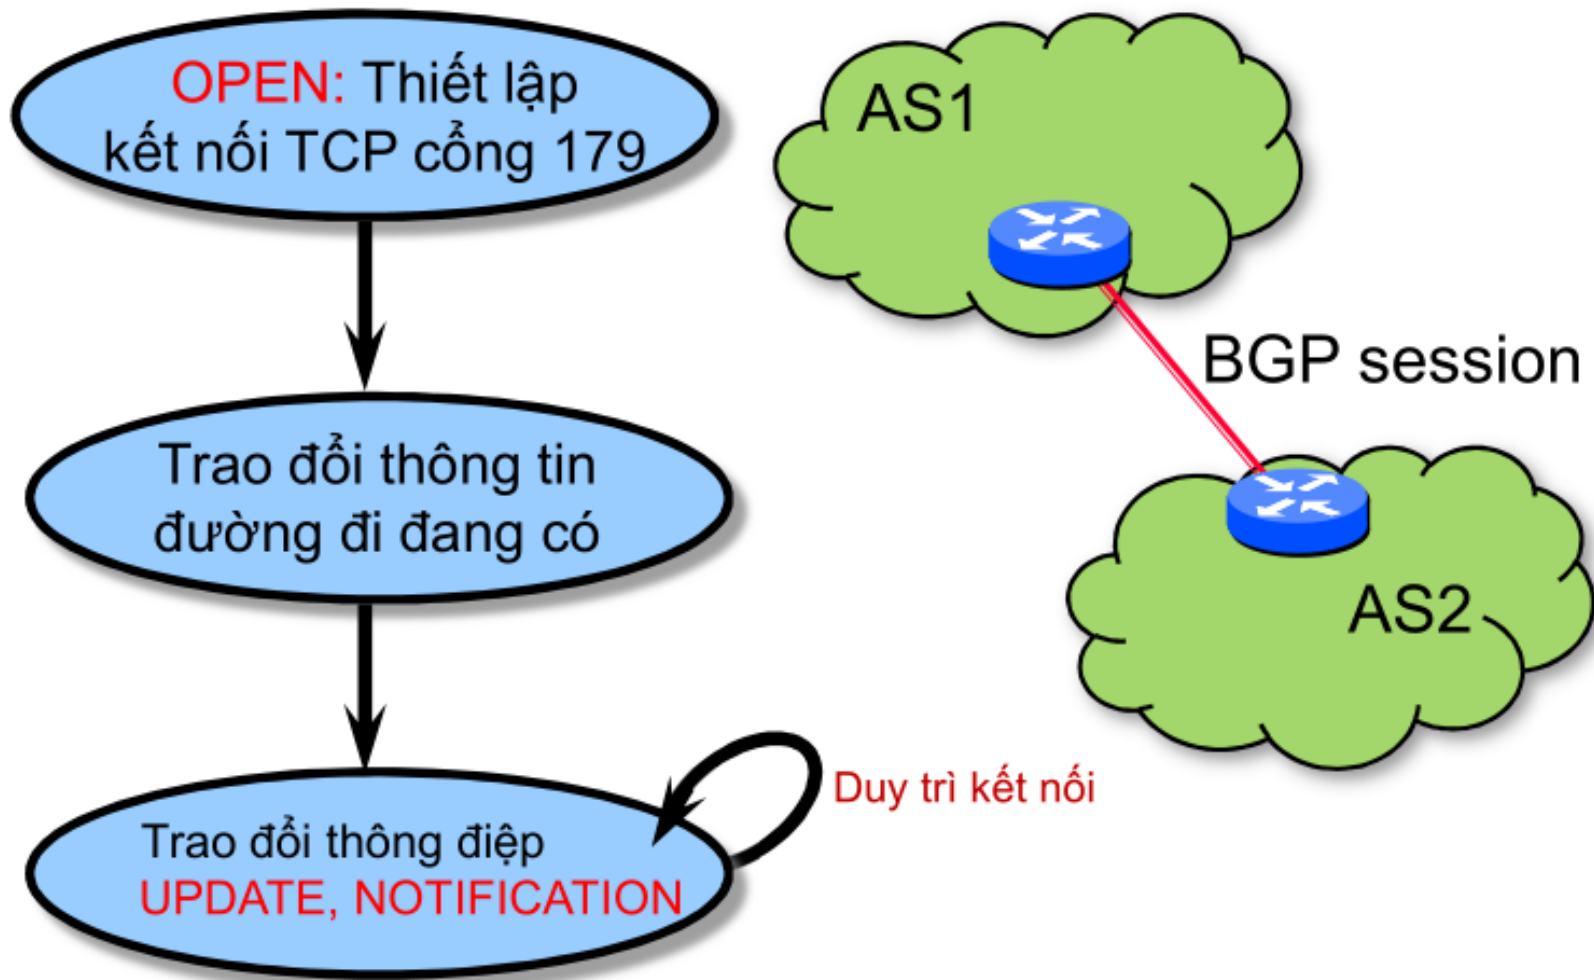 OPEN: Thiết lập
kết nối TCP cổng 179
Trao đổi thông tin
đường đi đang có
Trao đổi thông điệp
UPDATE, NOTIFICATION
Duy trì kết nối
AS1
BGP session
AS2